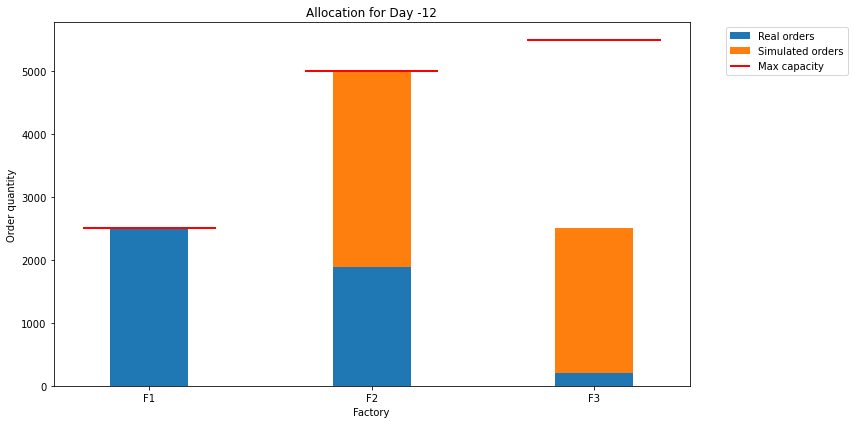 Allocation for Day -12
Real orders
Simulated orders
Max capacity
Order quantity
5000
4000
3000
2000
1000
0
F1
F2
F3
Factory